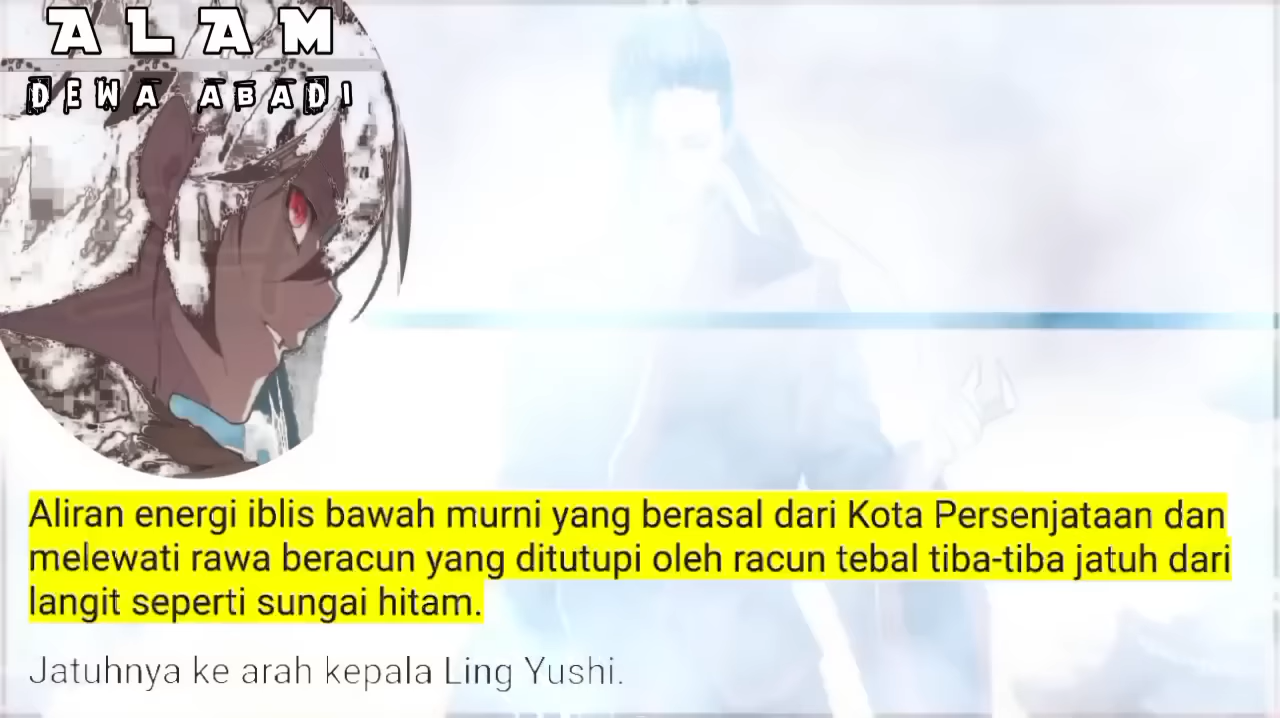 ALAM
DEWA ABADI
Aliran energi iblis bawah murni yang berasal dari Kota Persenjataan dan
melewati rawa beracun yang ditutupi oleh racun tebal tiba-tiba jatuh dari
langit seperti sungai hitam.
Jatuhnya ke arah kepala Ling Yushi.